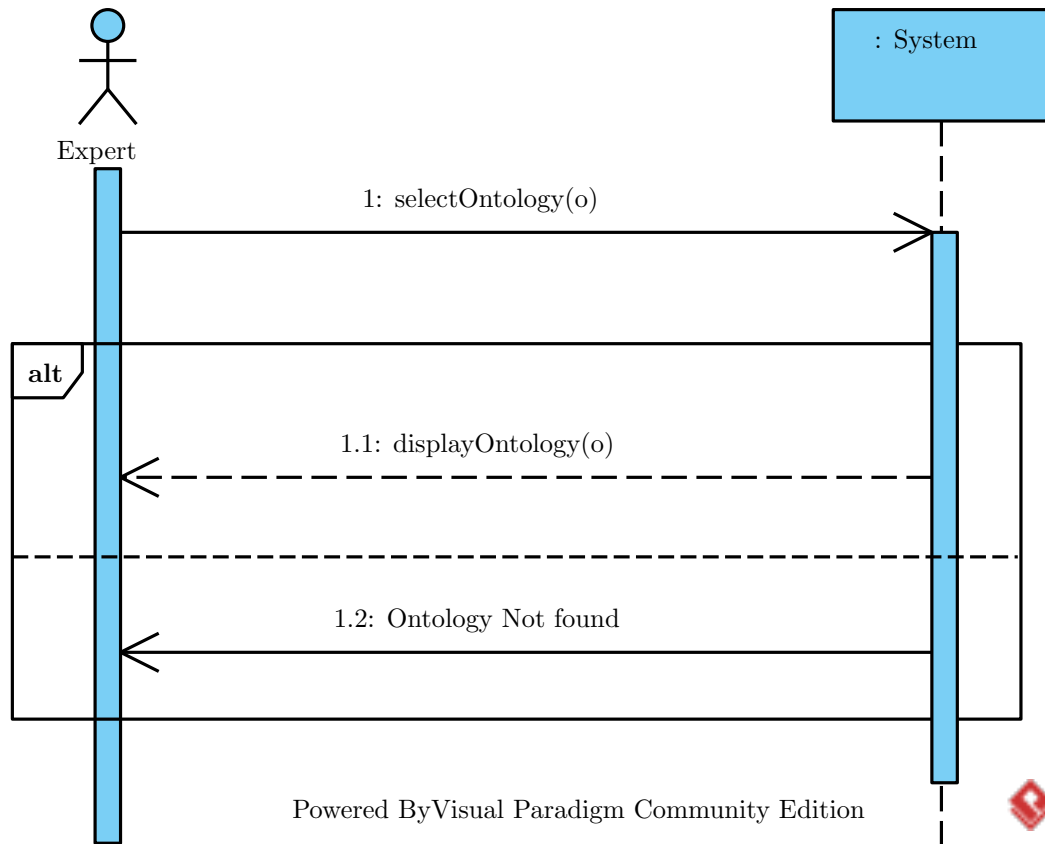 : System
Expert
1: selectOntology(o)
alt
1.1: displayOntology(o)
1.2: Ontology Not found
Powered ByVisual Paradigm Community Edition